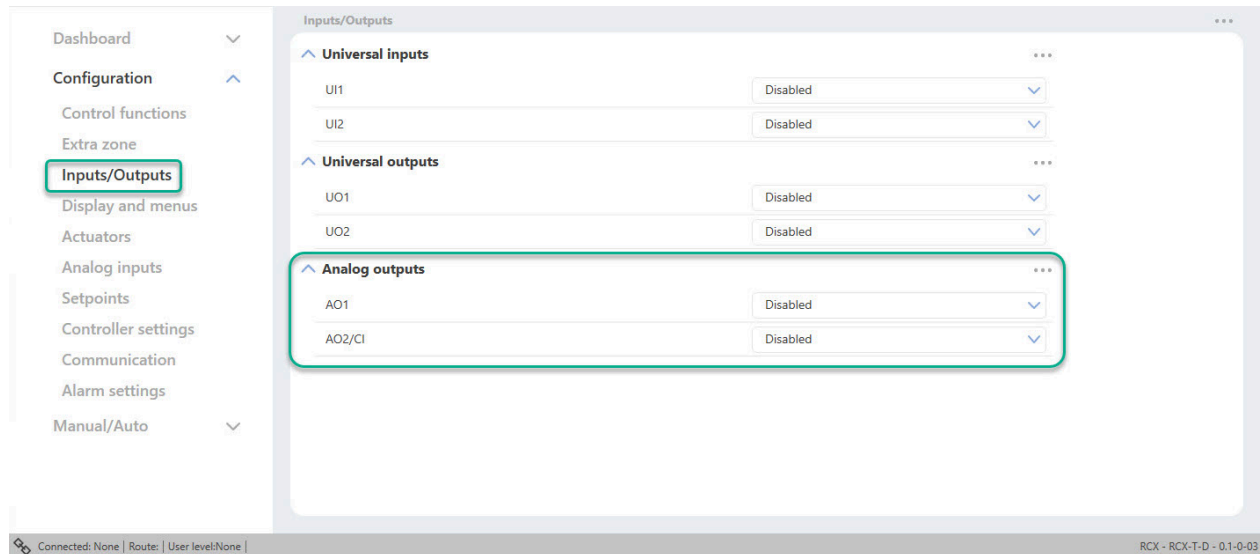 Dashboard
Configuration
Control functions
Extra zone
Inputs/Outputs
Display and menus
Actuators
Analog inputs
Setpoints
Controller settings
Communication
Alarm settings
Manual/Auto
Inputs/Outputs
Universal inputs
UI1 Disabled
UI2 Disabled
Universal outputs
UO1 Disabled
UO2 Disabled
Analog outputs
AO1 Disabled
AO2/CI Disabled
Connected: None | Route: | User level:None | RCX - RCX-T-D - 0.1-0-03